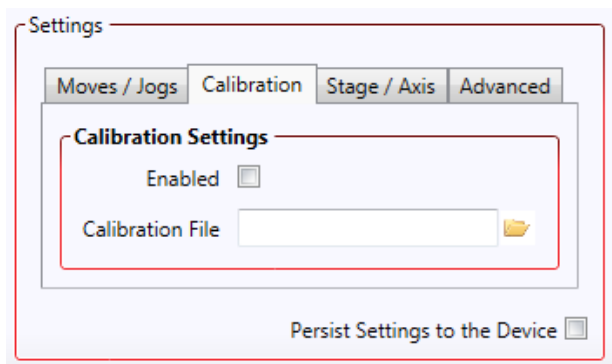 Settings
Moves / Jogs Calibration Stage / Axis Advanced
Calibration Settings
Enabled
Calibration File
Persist Settings to the Device